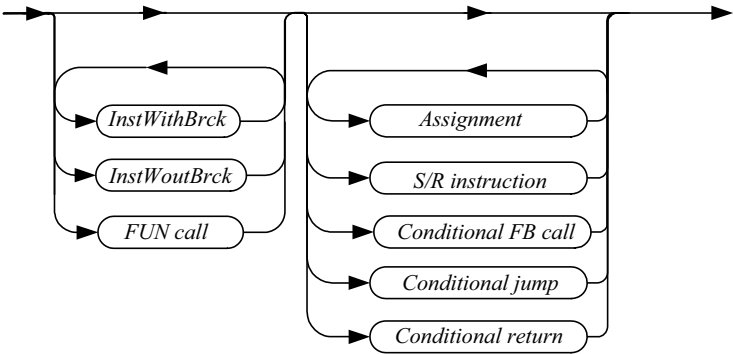 InstWithBrck
InstWoutBrck
FUN call
Assignment
S/R instruction
Conditional FB call
Conditional jump
Conditional return